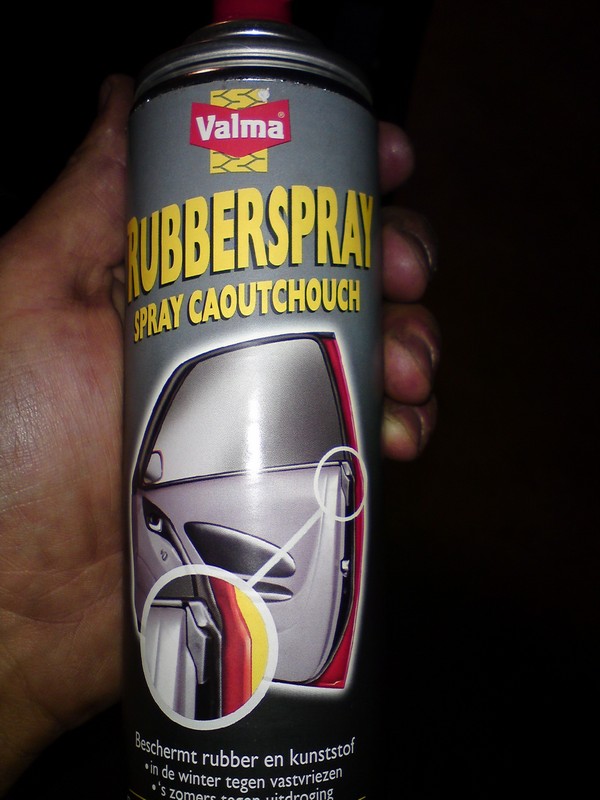 Valma®
RUBBERSPRAY
SPRAY CAOUTCHOUCH
Beschermt rubber en kunststof
•in de winter tegen vastvriezen
•'s zomers tegen uitdroging